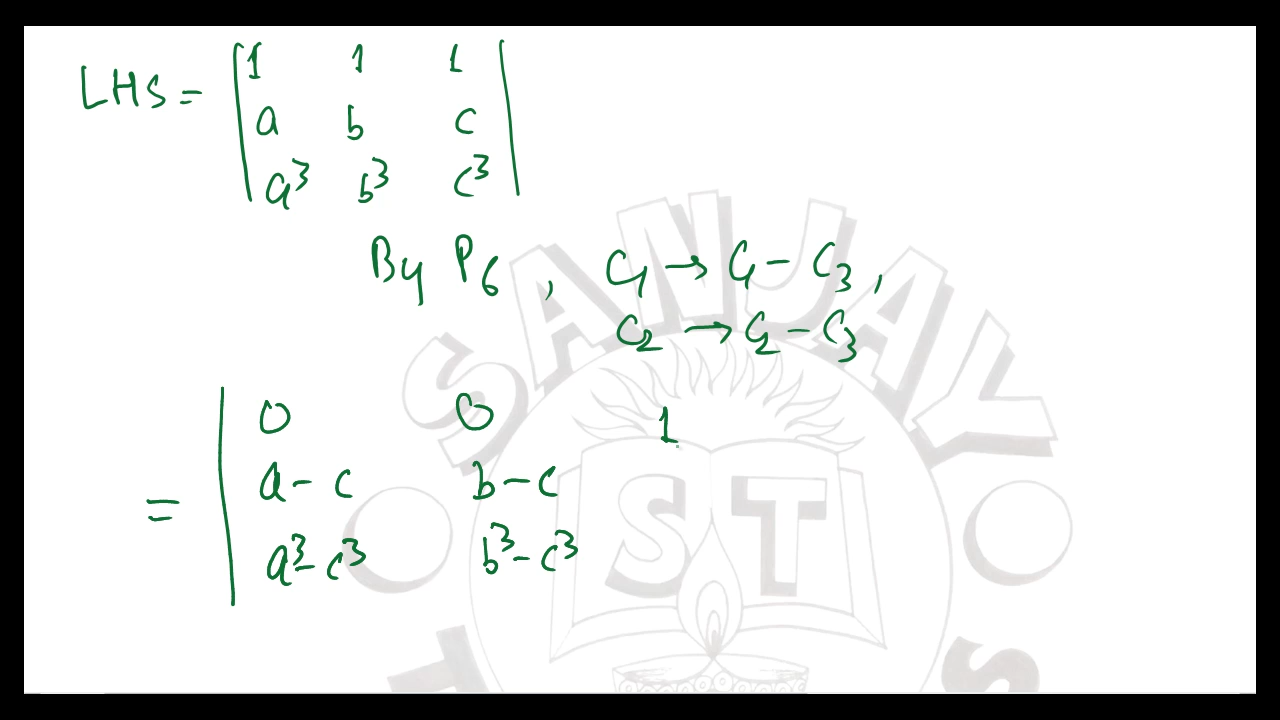 LHS = | 1 1 1 |
| a b c |
| a³ b³ c³ |
By P₆, C₁ → C₁ - C₃,
C₂ → C₂ - C₃
= | 0 0 1
| a - c b - c
| a³ - c³ b³ - c³
SANJAY
S T
T S